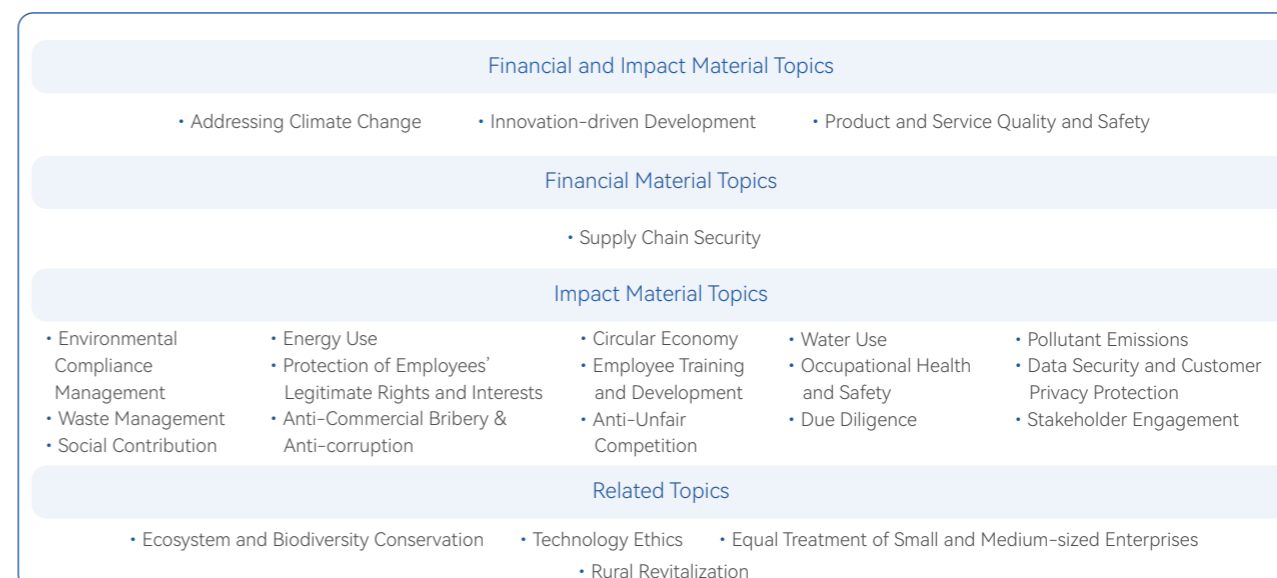 Financial and Impact Material Topics
• Addressing Climate Change • Innovation-driven Development • Product and Service Quality and Safety
Financial Material Topics
• Supply Chain Security
Impact Material Topics
• Environmental
Compliance
Management
• Waste Management
• Social Contribution
• Energy Use
• Protection of Employees’
Legitimate Rights and Interests
• Anti-Commercial Bribery &
Anti-corruption
• Circular Economy
• Employee Training
and Development
• Anti-Unfair
Competition
• Water Use
• Occupational Health
and Safety
• Due Diligence
• Pollutant Emissions
• Data Security and Customer
Privacy Protection
• Stakeholder Engagement
Related Topics
• Ecosystem and Biodiversity Conservation • Technology Ethics • Equal Treatment of Small and Medium-sized Enterprises
• Rural Revitalization